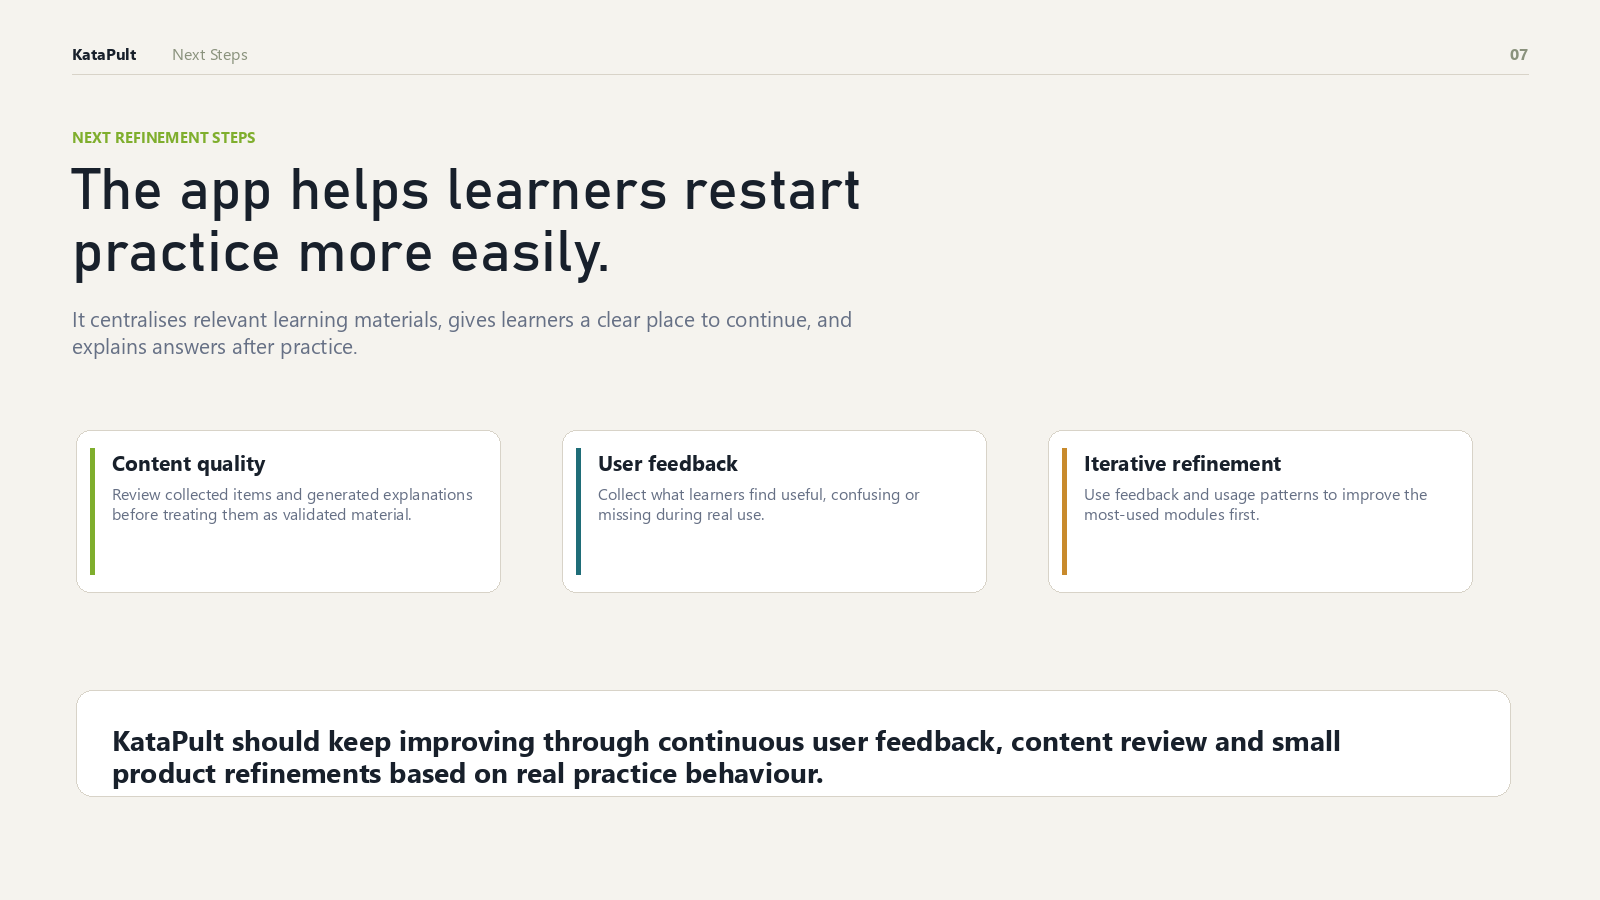 KataPult Next Steps 07
NEXT REFINEMENT STEPS
The app helps learners restart
practice more easily.
It centralises relevant learning materials, gives learners a clear place to continue, and
explains answers after practice.
Content quality
Review collected items and generated explanations
before treating them as validated material.
User feedback
Collect what learners find useful, confusing or
missing during real use.
Iterative refinement
Use feedback and usage patterns to improve the
most-used modules first.
KataPult should keep improving through continuous user feedback, content review and small
product refinements based on real practice behaviour.